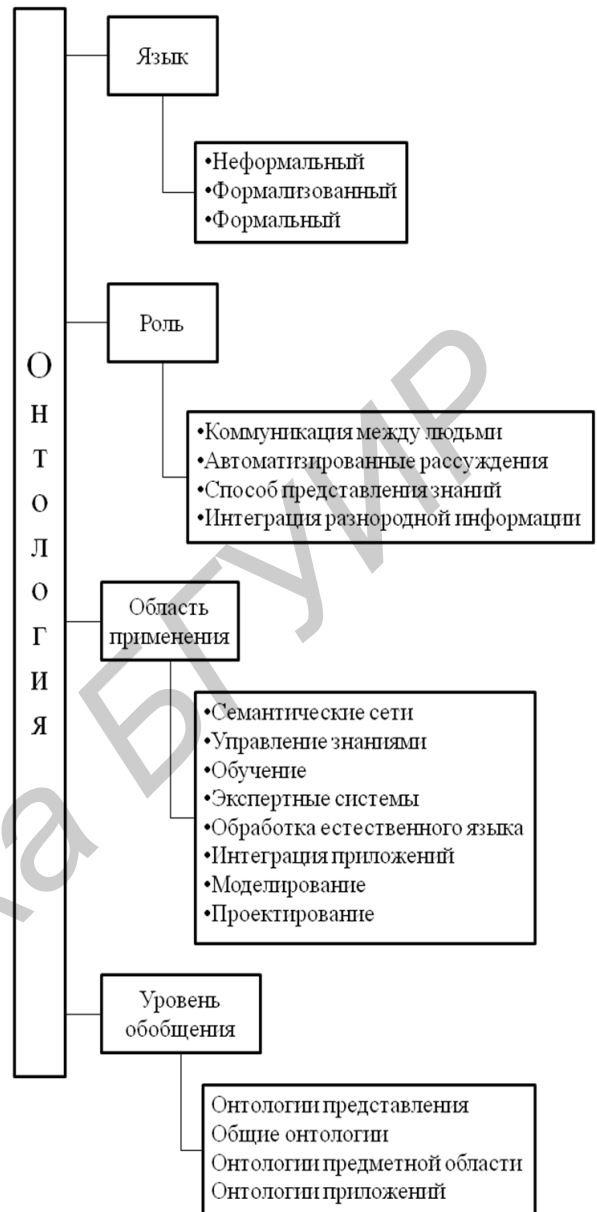 Онтология
Язык
•Неформальный
•Формализованный
•Формальный
Роль
•Коммуникация между людьми
•Автоматизированные рассуждения
•Способ представления знаний
•Интеграция разнородной информации
Область
применения
•Семантические сети
•Управление знаниями
•Обучение
•Экспертные системы
•Обработка естественного языка
•Интеграция приложений
•Моделирование
•Проектирование
Уровень
обобщения
Онтологии представления
Общие онтологии
Онтологии предметной области
Онтологии приложений
БГУИР